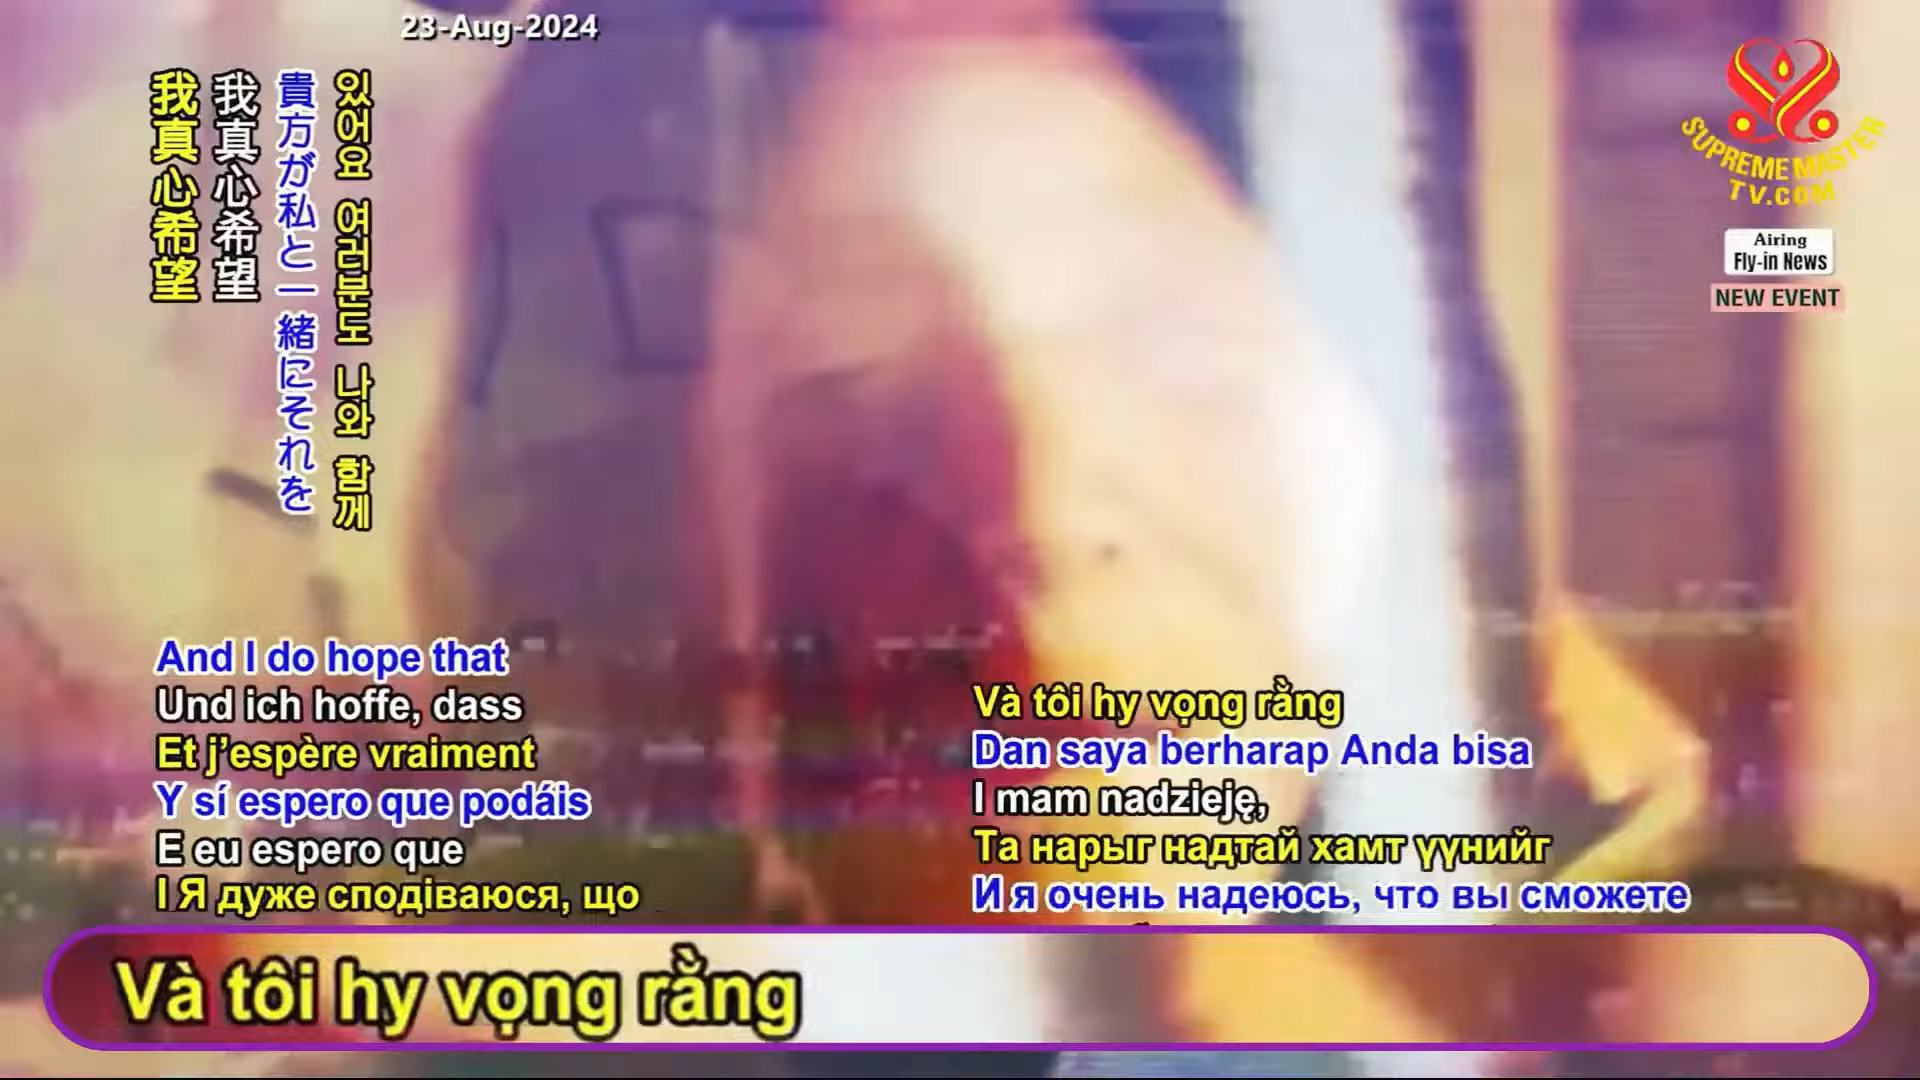 23-Aug-2024
SUPREME MASTER
TV.COM
Airing
Fly-in News
NEW EVENT
있어요 여러분도 나와 함께
貴方が私と一緒にそれを
我真心希望
我真心希望
And I do hope that
Und ich hoffe, dass
Et j’espère vraiment
Y sí espero que podáis
E eu espero que
І Я дуже сподіваюся, що
Và tôi hy vọng rằng
Dan saya berharap Anda bisa
I mam nadzieję,
Та нарыг надтай хамт үүнийг
И я очень надеюсь, что вы сможете
Và tôi hy vọng rằng